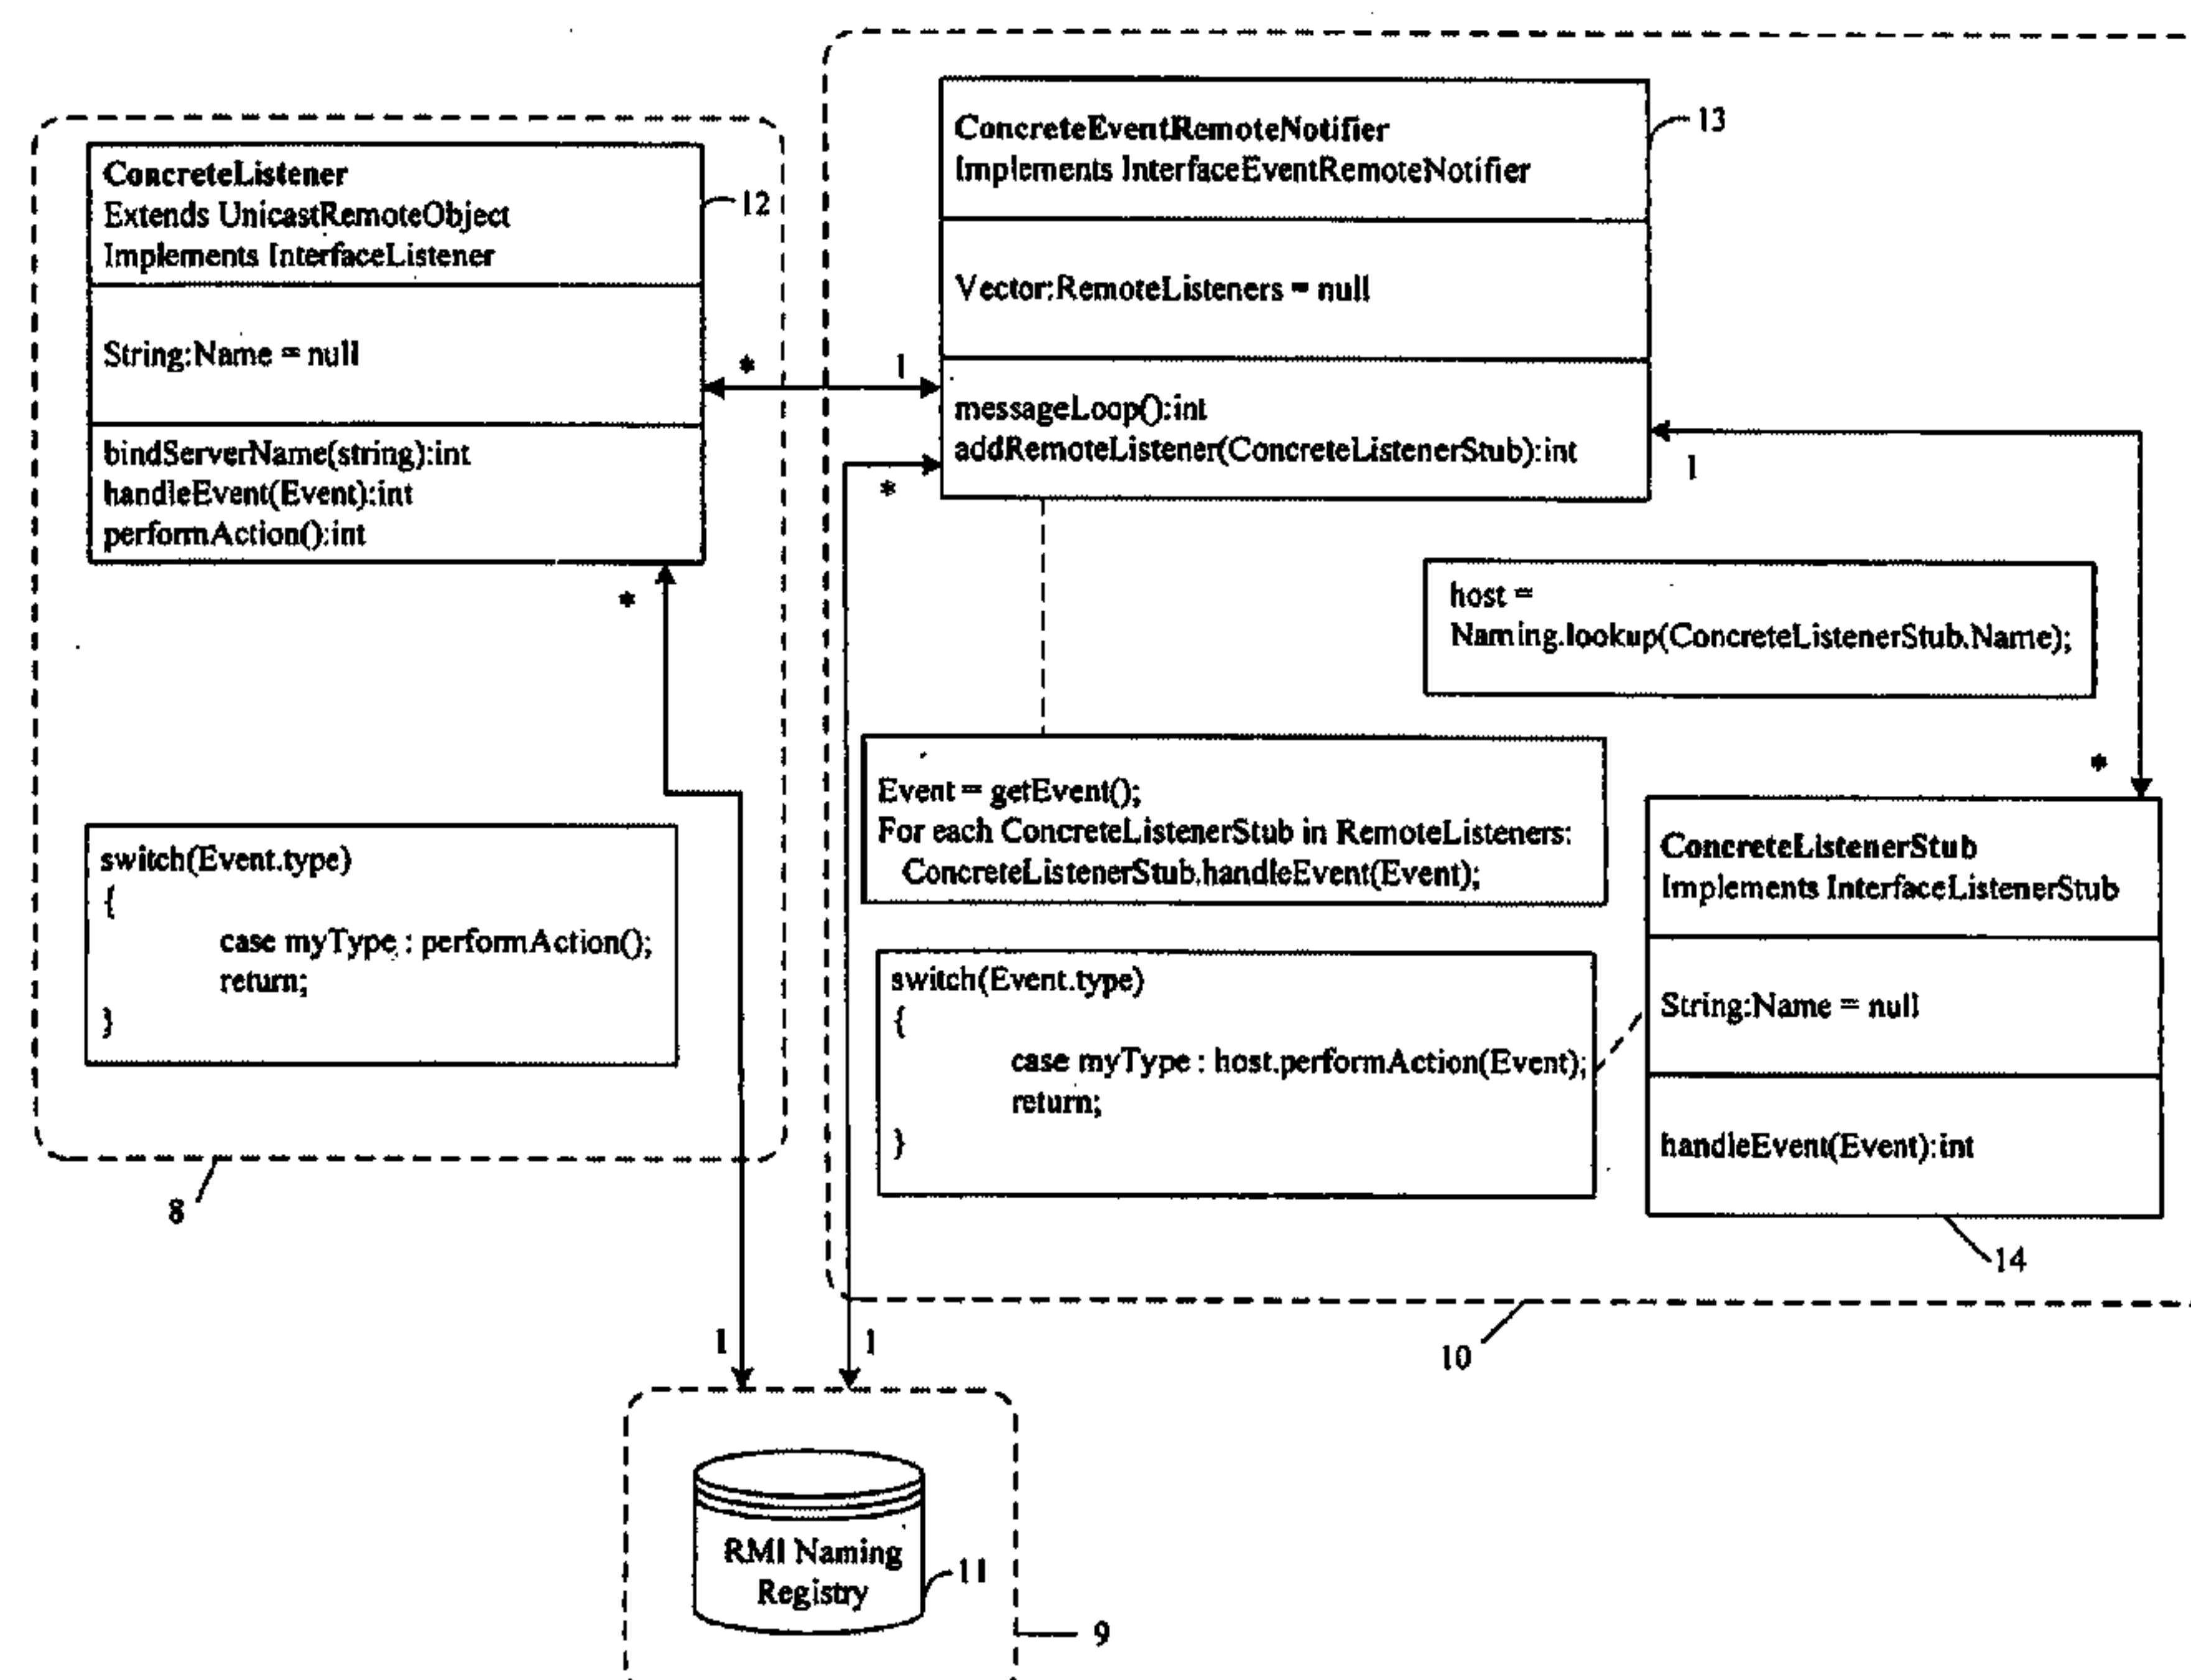 ConcreteListener
Extends UnicastRemoteObject
Implements InterfaceListener
12
String:Name = null
bindServerName(string):int
handleEvent(Event):int
performAction():int
*
1
*
switch(Event.type)
{
case myType : performAction();
return;
}
8
ConcreteEventRemoteNotifier
Implements InterfaceEventRemoteNotifier
13
Vector:RemoteListeners = null
messageLoop():int
addRemoteListener(ConcreteListenerStub):int
*
1
host =
Naming.lookup(ConcreteListenerStub.Name);
*
Event = getEvent();
For each ConcreteListenerStub in RemoteListeners:
ConcreteListenerStub.handleEvent(Event);
switch(Event.type)
{
case myType : host.performAction(Event);
return;
}
ConcreteListenerStub
Implements InterfaceListenerStub
String:Name = null
handleEvent(Event):int
14
10
1
1
RMI Naming
Registry
11
9